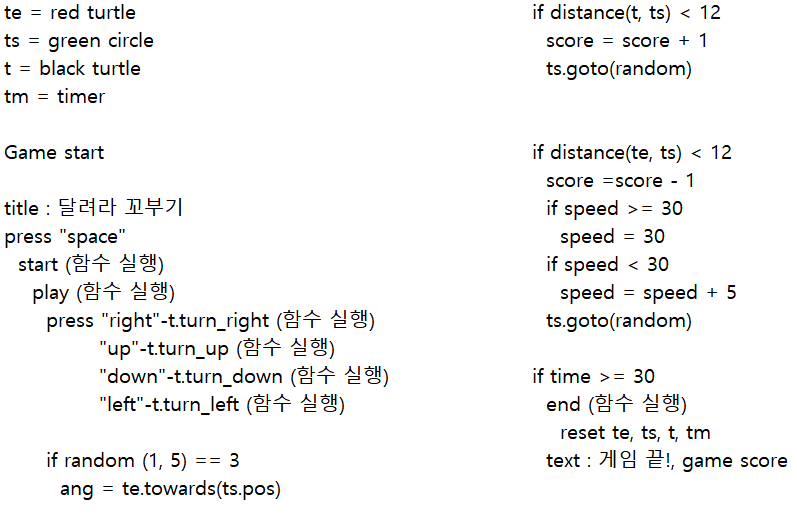 te = red turtle
ts = green circle
t = black turtle
tm = timer
Game start
title : 달려라 꼬부기
press "space"
start (함수 실행)
play (함수 실행)
press "right"-t.turn_right (함수 실행)
"up"-t.turn_up (함수 실행)
"down"-t.turn_down (함수 실행)
"left"-t.turn_left (함수 실행)
if random (1, 5) == 3
ang = te.towards(ts.pos)
if distance(t, ts) < 12
score = score + 1
ts.goto(random)
if distance(te, ts) < 12
score =score - 1
if speed >= 30
speed = 30
if speed < 30
speed = speed + 5
ts.goto(random)
if time >= 30
end (함수 실행)
reset te, ts, t, tm
text : 게임 끝!, game score